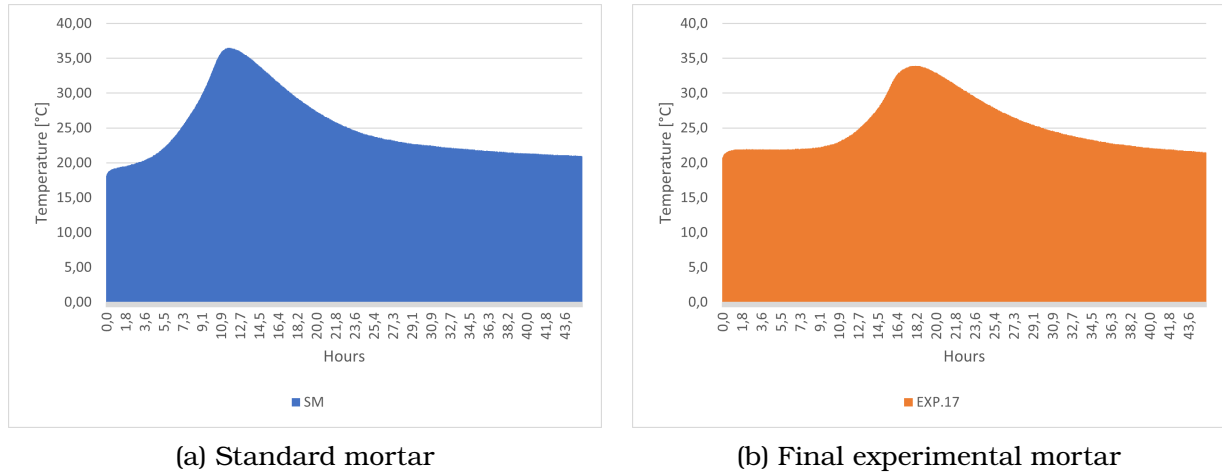 40,00
35,00
30,00
25,00
20,00
15,00
10,00
5,00
0,00
Temperature [°C]
0,0 1,8 3,6 5,5 7,3 9,1 10,9 12,7 14,5 16,4 18,2 20,0 21,8 23,6 25,4 27,3 29,1 30,9 32,7 34,5 36,3 38,2 40,0 41,8 43,6
Hours
SM
(a) Standard mortar
40,0
35,0
30,0
25,0
20,0
15,0
10,0
5,0
0,0
Temperature [°C]
0,0 1,8 3,6 5,5 7,3 9,1 10,9 12,7 14,5 16,4 18,2 20,0 21,8 23,6 25,4 27,3 29,1 30,9 32,7 34,5 36,3 38,2 40,0 41,8 43,6
Hours
EXP.17
(b) Final experimental mortar